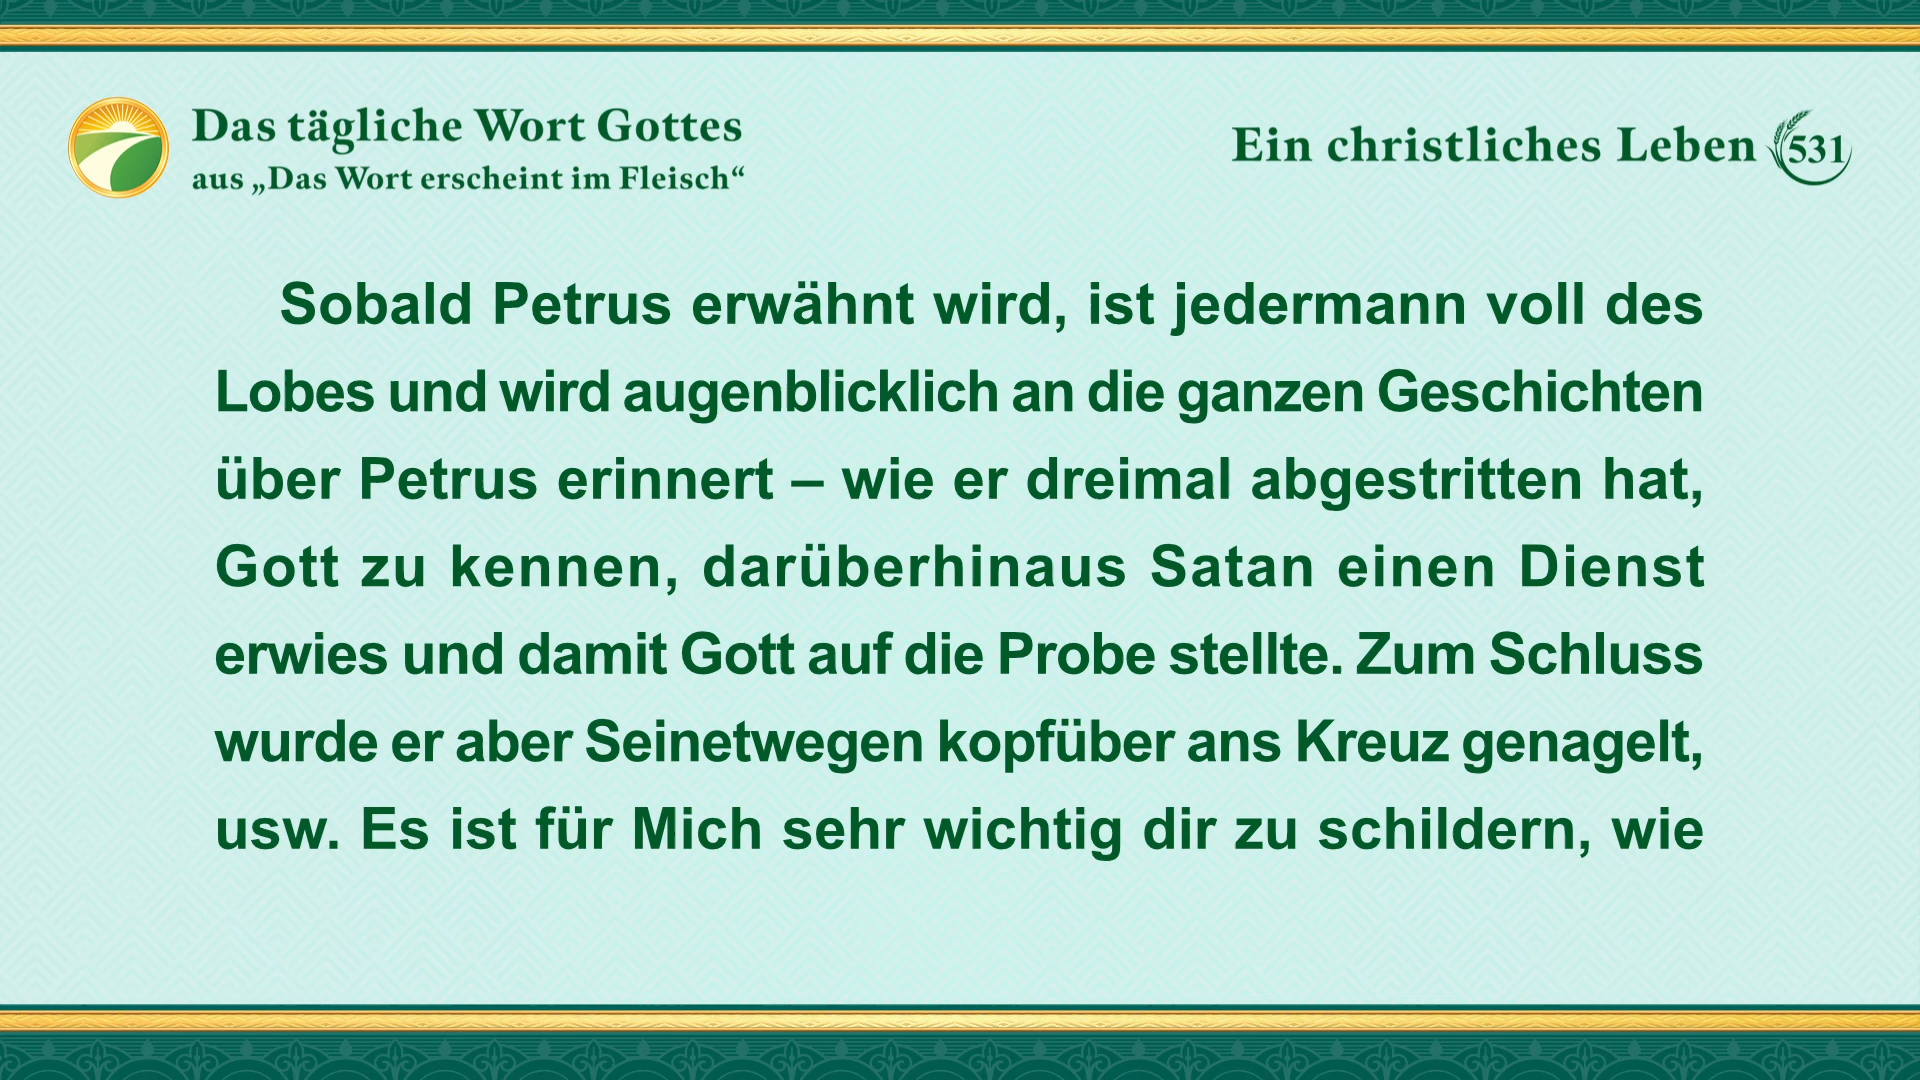 Das tägliche Wort Gottes
aus „Das Wort erscheint im Fleisch“
Ein christliches Leben 531
Sobald Petrus erwähnt wird, ist jedermann voll des
Lobes und wird augenblicklich an die ganzen Geschichten
über Petrus erinnert – wie er dreimal abgestritten hat,
Gott zu kennen, darüberhinaus Satan einen Dienst
erwies und damit Gott auf die Probe stellte. Zum Schluss
wurde er aber Seinetwegen kopfüber ans Kreuz genagelt,
usw. Es ist für Mich sehr wichtig dir zu schildern, wie